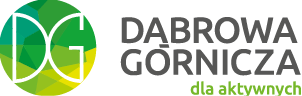 DG
DĄBROWA
GÓRNICZA
dla aktywnych